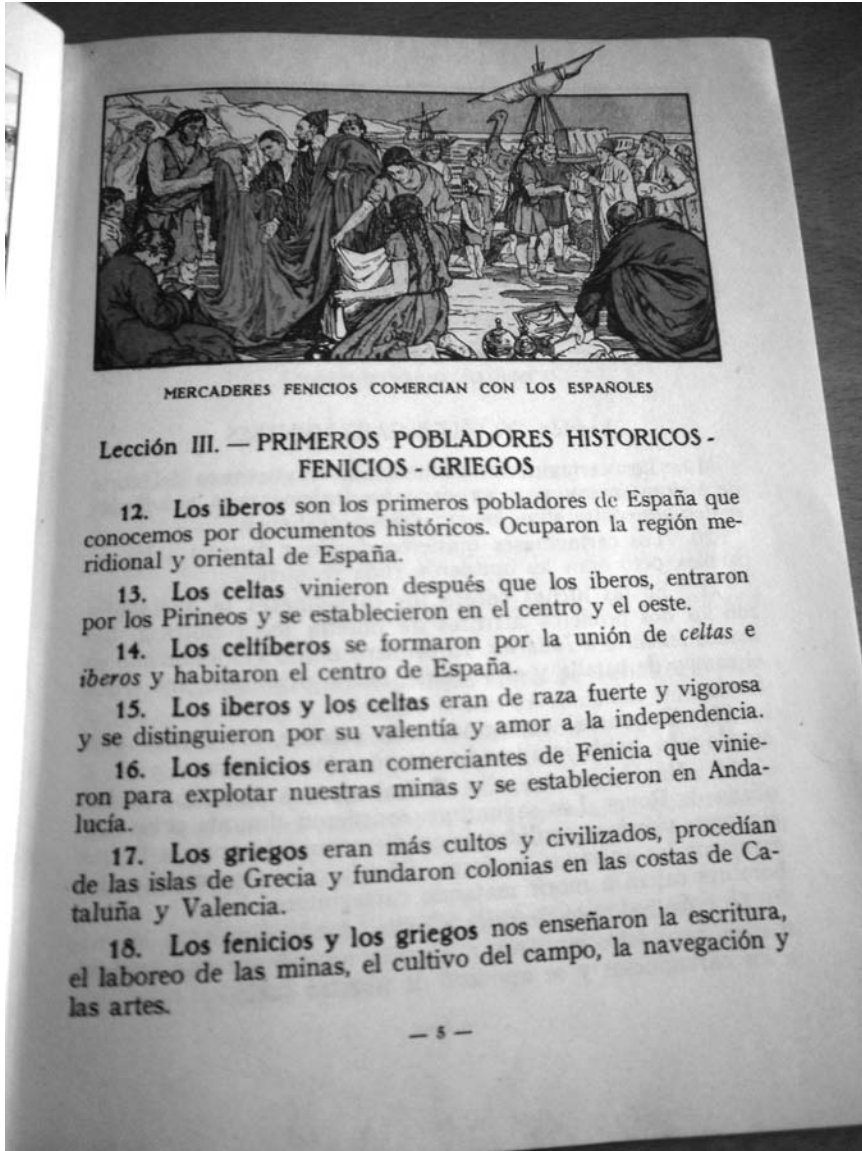 MERCADERES FENICIOS COMERCIAN CON LOS ESPAÑOLES
Lección III. — PRIMEROS POBLADORES HISTORICOS -
FENICIOS - GRIEGOS
12. Los iberos son los primeros pobladores de España que
conocemos por documentos históricos. Ocuparon la región me-
ridional y oriental de España.
13. Los celtas vinieron después que los iberos, entraron
por los Pirineos y se establecieron en el centro y el oeste.
14. Los celtíberos se formaron por la unión de celtas e
iberos y habitaron el centro de España.
15. Los iberos y los celtas eran de raza fuerte y vigorosa
y se distinguieron por su valentía y amor a la independencia.
16. Los fenicios eran comerciantes de Fenicia que vinie-
ron para explotar nuestras minas y se establecieron en Anda-
lucía.
17. Los griegos eran más cultos y civilizados, procedían
de las islas de Grecia y fundaron colonias en las costas de Ca-
taluña y Valencia.
18. Los fenicios y los griegos nos enseñaron la escritura,
el laboreo de las minas, el cultivo del campo, la navegación y
las artes.
— 5 —